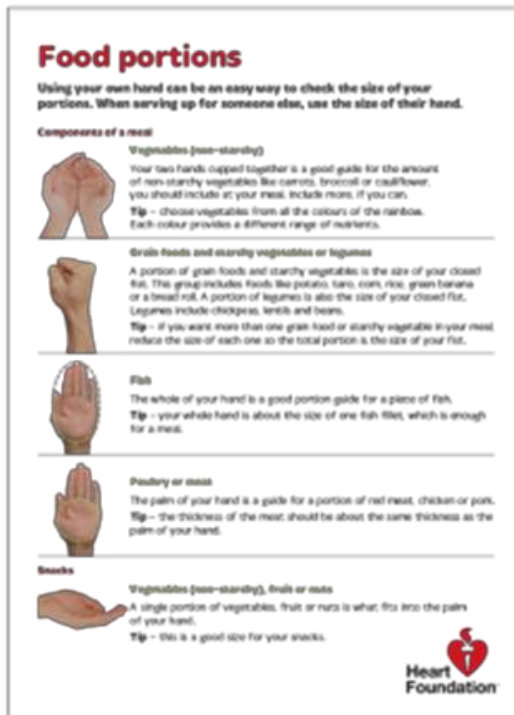 Food portions
Using your own hand can be an easy way to check the size of your
portions. When serving up for someone else, use the size of their hand.
Components of a meal
Vegetables (non-starchy)
Your two hands cupped together is a good guide for the amount
of non-starchy vegetables like carrots, broccoli or cauliflower,
you should include at your meal. Include more, if you can.
Tip – choose vegetables from all the colours of the rainbow.
Each colour provides a different range of nutrients.
Grain foods and starchy vegetables or legumes
A portion of grain foods and starchy vegetables is the size of your closed
fist. This group includes foods like potato, taro, corn, rice, green banana
or a bread roll. A portion of legumes is also the size of your closed fist.
Legumes include chickpeas, lentils and beans.
Tip – if you want more than one grain food or starchy vegetable in your meal
reduce the size of each one so the total portion is the size of your fist.
Fish
The whole of your hand is a good portion guide for a piece of fish.
Tip – your whole hand is about the size of one fish fillet, which is enough
for a meal.
Poultry or meat
The palm of your hand is a guide for a portion of red meat, chicken or pork.
Tip – the thickness of the meat should be about the same thickness as the
palm of your hand.
Snacks
Vegetables (non-starchy), fruit or nuts
A single portion of vegetables, fruit or nuts is what fits into the palm
of your hand.
Tip – this is a good size for your snacks.
Heart
Foundation